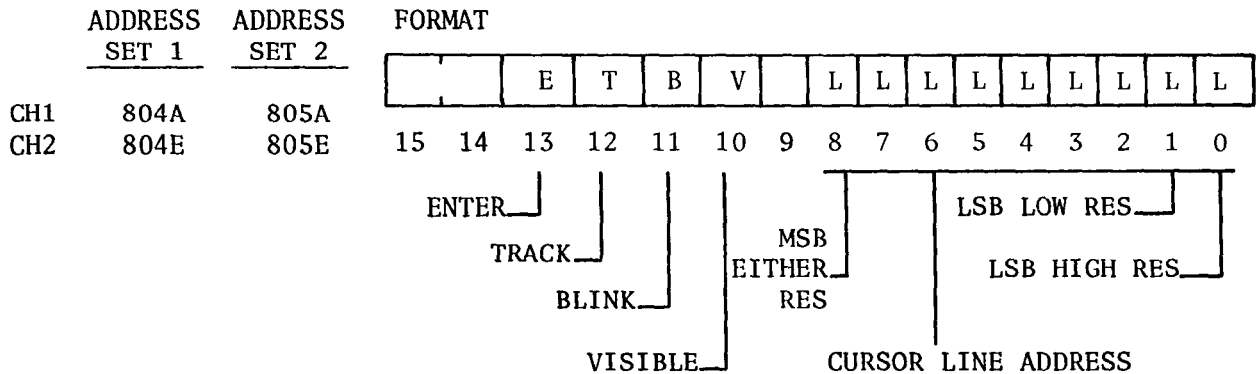 ADDRESS ADDRESS FORMAT
SET 1 SET 2
E T B V L L L L L L L L L
CH1 804A 805A
CH2 804E 805E 15 14 13 12 11 10 9 8 7 6 5 4 3 2 1 0
ENTER LSB LOW RES
MSB
TRACK EITHER LSB HIGH RES
BLINK RES
VISIBLE CURSOR LINE ADDRESS